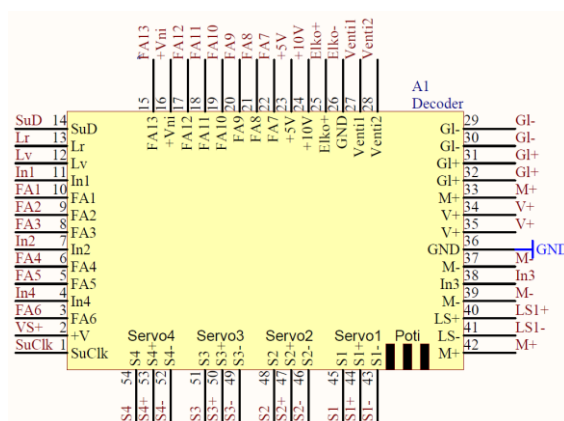 FA13 +Vni FA12 FA11 FA10 FA9 FA8 FA7 +5V +10V Elko+ Elko- Venti1 Venti2
15 16 17 18 19 20 21 22 23 24 25 26 27 28
FA13 +Vni FA12 FA11 FA10 FA9 FA8 FA7 +5V +10V Elko+ GND Venti1 Venti2
A1
Decoder
SuD 14 SuD
Lr 13 Lr
Lv 12 Lv
In1 11 In1
FA1 10 FA1
FA2 9 FA2
FA3 8 FA3
In2 7 In2
FA4 6 FA4
FA5 5 FA5
In4 4 In4
FA6 3 FA6
VS+ 2 +V
SuClk 1 SuClk
Gl- 29 Gl-
Gl- 30 Gl-
Gl+ 31 Gl+
Gl+ 32 Gl+
M+ 33 M+
V+ 34 V+
V+ 35 V+
GND 36 GND
M- 37 M-
In3 38 In3
M- 39 M-
LS+ 40 LS1+
LS- 41 LS1-
M+ 42 M+
Servo4 Servo3 Servo2 Servo1 Poti
S4 S4+ S4- S3 S3+ S3- S2 S2+ S2- S1 S1+ S1-
54 53 52 51 50 49 48 47 46 45 44 43
S4 S4+ S4- S3 S3+ S3- S2 S2+ S2- S1 S1+ S1-